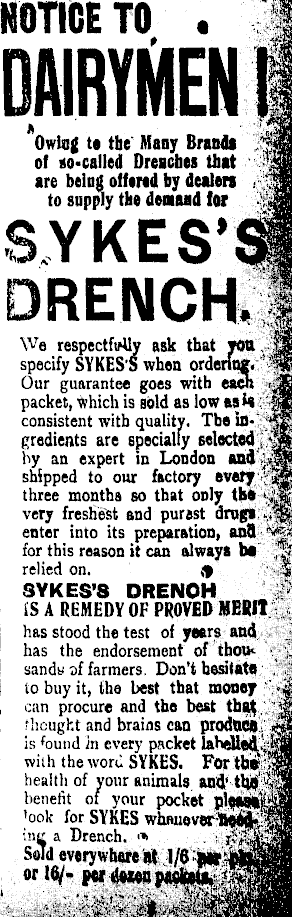 NOTICE TO
DAIRYMEN !
Owing to the Many Brands
of so-called Drenches that
are being offered by dealers
to supply the demand for
SYKES'S
DRENCH.
We respectfully ask that you
specify SYKES'S when ordering.
Our guarantee goes with each
packet, which is sold as low as is
consistent with quality. The in-
gredients are specially selected
by an expert in London and
shipped to our factory every
three months so that only the
very freshest and purest drugs
enter into its preparation, and
for this reason it can always be
relied on.
SYKES'S DRENCH
IS A REMEDY OF PROVED MERIT
has stood the test of years and
has the endorsement of thou-
sands of farmers. Don't hesitate
to buy it, the best that money
can procure and the best that
thought and brains can produce
is found in every packet labelled
with the word SYKES. For the
health of your animals and the
benefit of your pocket please
look for SYKES whenever need-
ing a Drench.
Sold everywhere at 1/6 per pkt.
or 16/- per dozen packets.